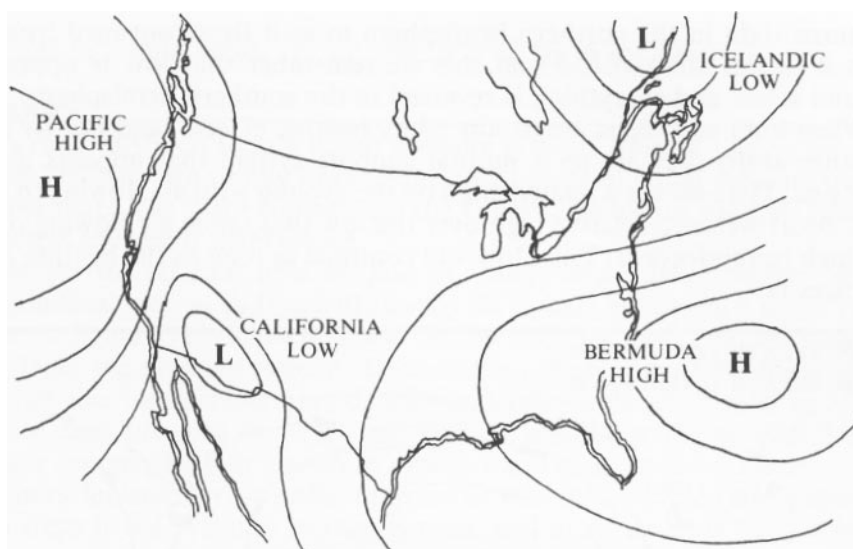 L
ICELANDIC
LOW
PACIFIC
HIGH
H
CALIFORNIA
LOW
L
BERMUDA
HIGH
H